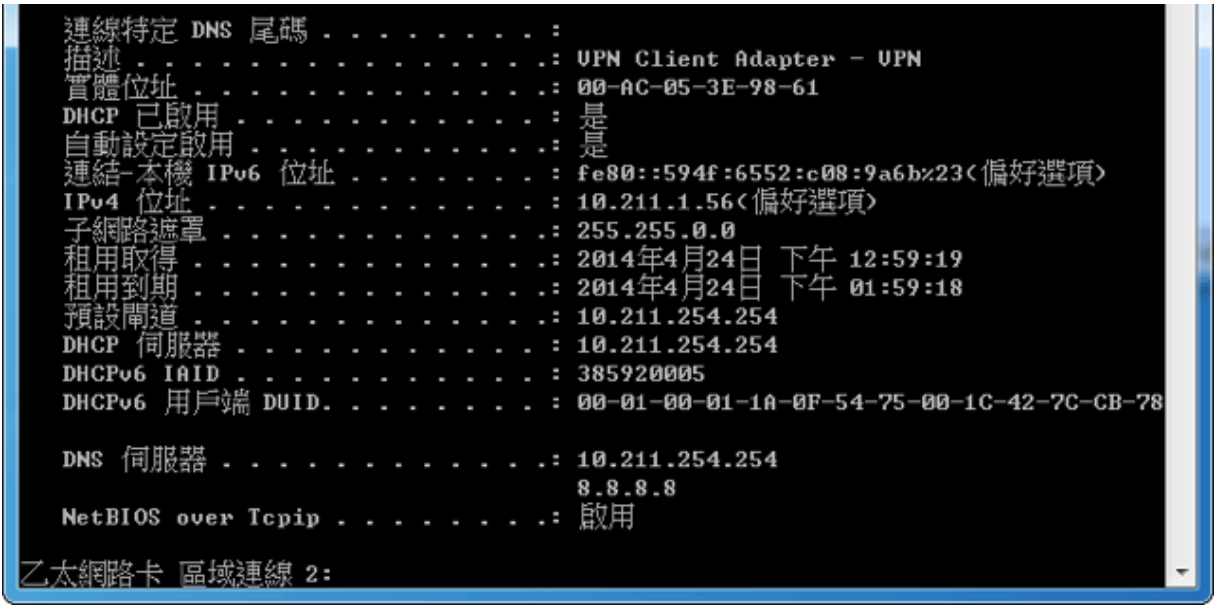 連線特定 DNS 尾碼 . . . . . . . . :
描述 . . . . . . . . . . . . . . .: VPN Client Adapter - VPN
實體位址 . . . . . . . . . . . . .: 00-AC-05-3E-98-61
DHCP 已啟用 . . . . . . . . . . . : 是
自動設定啟用 . . . . . . . . . . .: 是
連結-本機 IPv6 位址 . . . . . . . : fe80::594f:6552:c08:9a6b%23(偏好選項)
IPv4 位址 . . . . . . . . . . . . : 10.211.1.56(偏好選項)
子網路遮罩 . . . . . . . . . . . .: 255.255.0.0
租用取得 . . . . . . . . . . . . .: 2014年4月24日 下午 12:59:19
租用到期 . . . . . . . . . . . . .: 2014年4月24日 下午 01:59:18
預設閘道 . . . . . . . . . . . . .: 10.211.254.254
DHCP 伺服器 . . . . . . . . . . . : 10.211.254.254
DHCPv6 IAID . . . . . . . . . . . : 385920005
DHCPv6 用戶端 DUID. . . . . . . . : 00-01-00-01-1A-0F-54-75-00-1C-42-7C-CB-78
DNS 伺服器 . . . . . . . . . . . .: 10.211.254.254
8.8.8.8
NetBIOS over Tcpip . . . . . . . .: 啟用
乙太網路卡 區域連線 2: